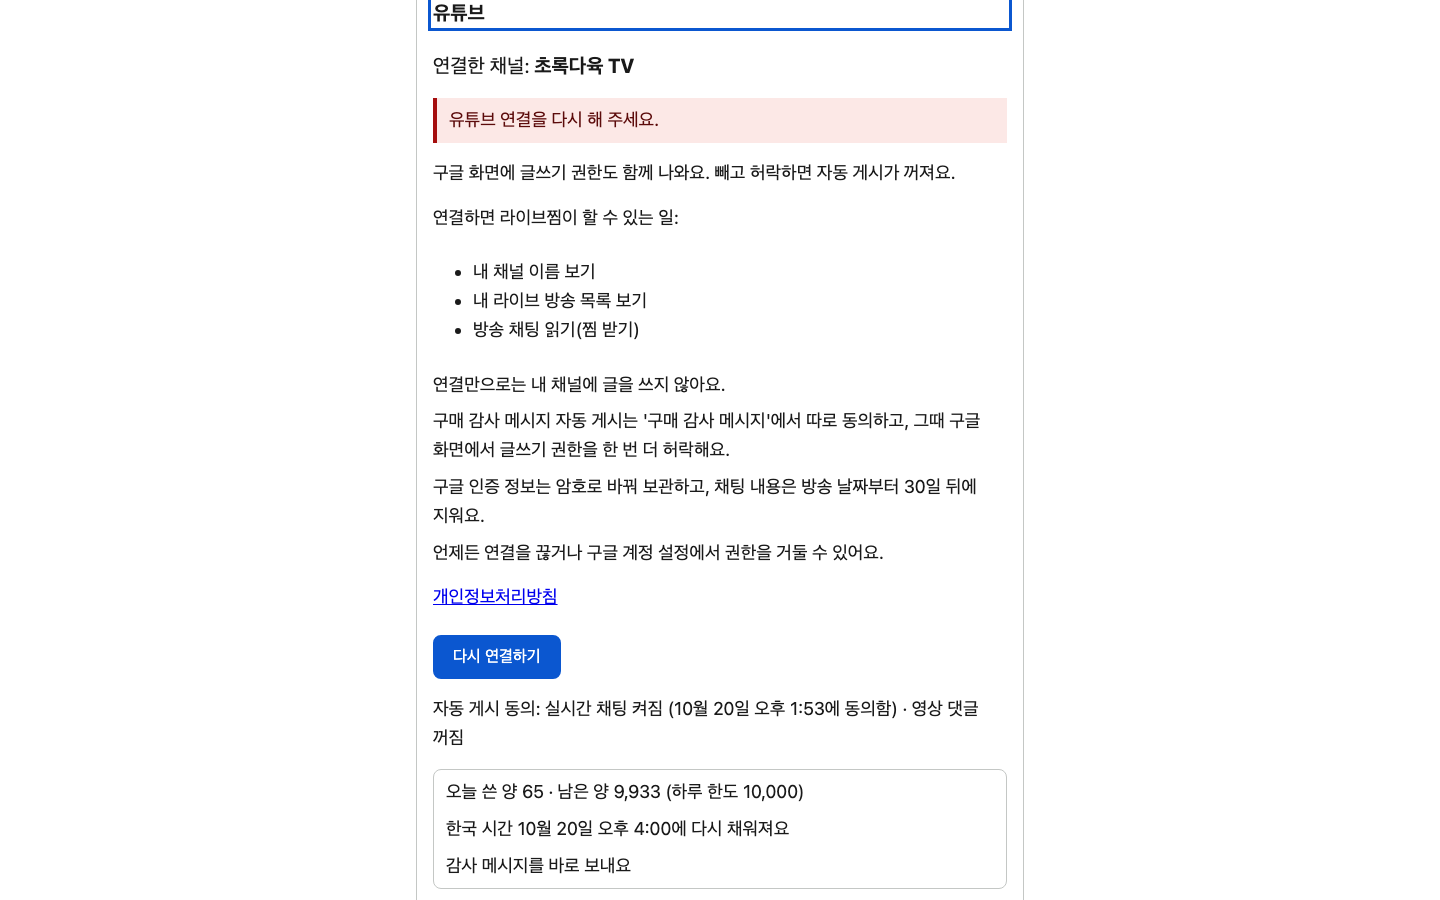 유튜브
연결한 채널: 초록다육 TV
유튜브 연결을 다시 해 주세요.
구글 화면에 글쓰기 권한도 함께 나와요. 빼고 허락하면 자동 게시가 꺼져요.
연결하면 라이브찜이 할 수 있는 일:
• 내 채널 이름 보기
• 내 라이브 방송 목록 보기
• 방송 채팅 읽기(찜 받기)
연결만으로는 내 채널에 글을 쓰지 않아요.
구매 감사 메시지 자동 게시는 '구매 감사 메시지'에서 따로 동의하고, 그때 구글
화면에서 글쓰기 권한을 한 번 더 허락해요.
구글 인증 정보는 암호로 바꿔 보관하고, 채팅 내용은 방송 날짜부터 30일 뒤에
지워요.
언제든 연결을 끊거나 구글 계정 설정에서 권한을 거둘 수 있어요.
개인정보처리방침
다시 연결하기
자동 게시 동의: 실시간 채팅 켜짐 (10월 20일 오후 1:53에 동의함) · 영상 댓글
꺼짐
오늘 쓴 양 65 · 남은 양 9,933 (하루 한도 10,000)
한국 시간 10월 20일 오후 4:00에 다시 채워져요
감사 메시지를 바로 보내요